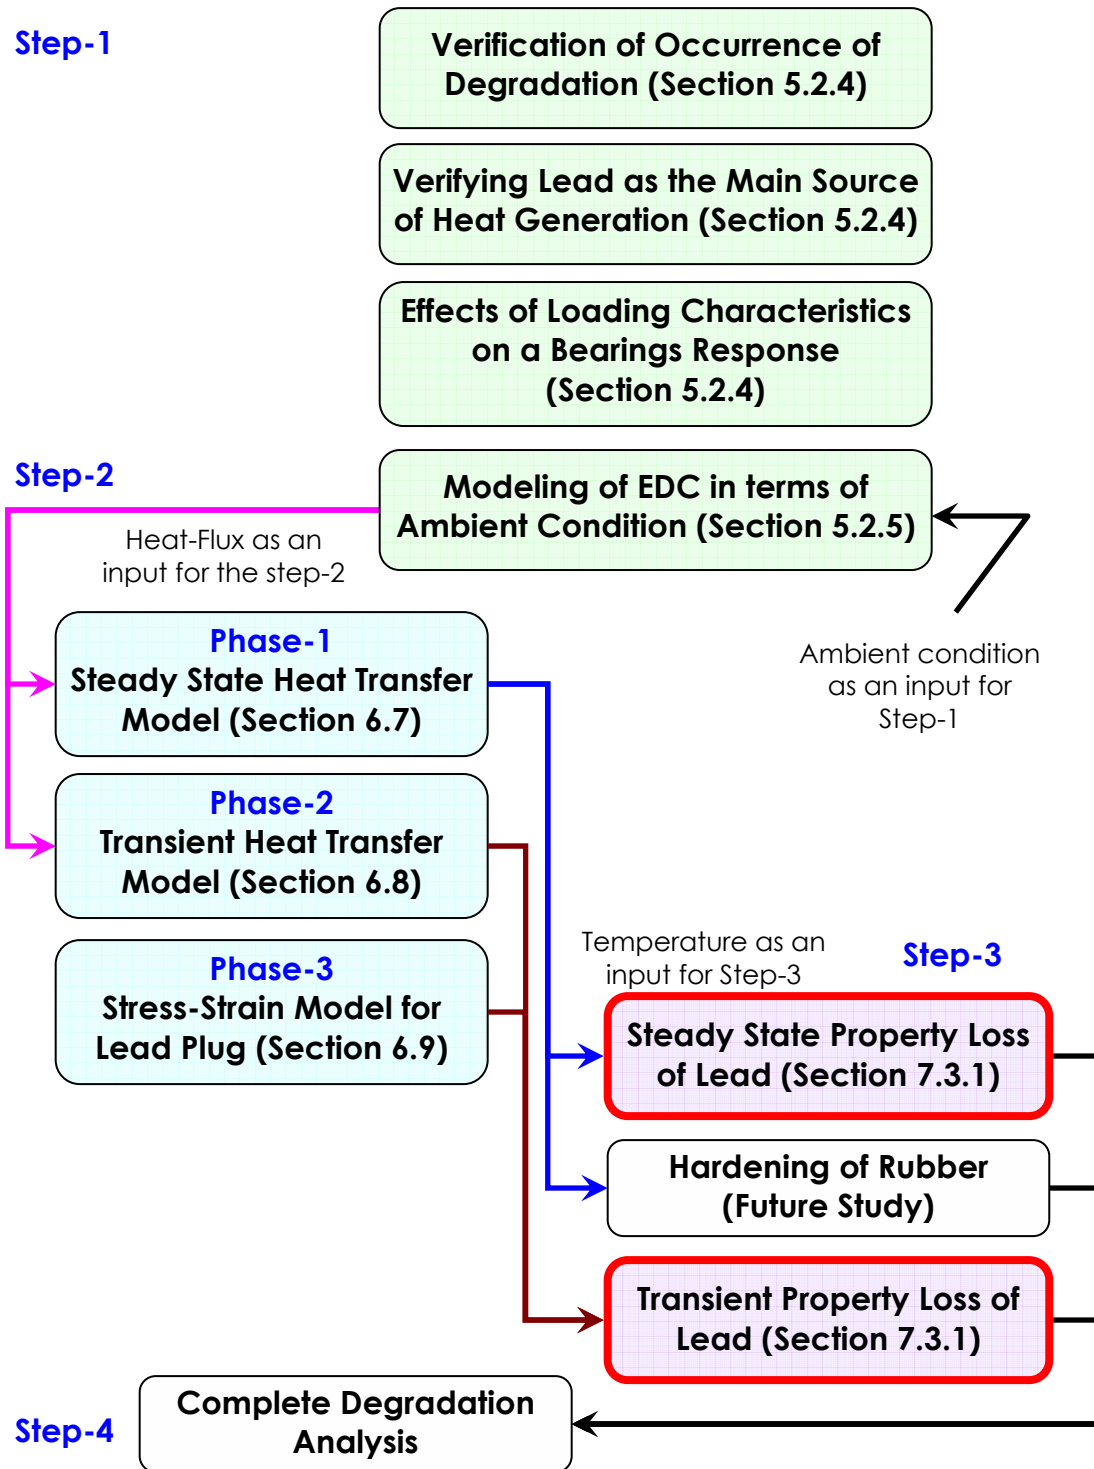 Step-1
Verification of Occurrence of
Degradation (Section 5.2.4)
Verifying Lead as the Main Source
of Heat Generation (Section 5.2.4)
Effects of Loading Characteristics
on a Bearings Response
(Section 5.2.4)
Step-2
Modeling of EDC in terms of
Ambient Condition (Section 5.2.5)
Heat-Flux as an
input for the step-2
Ambient condition
as an input for
Step-1
Phase-1
Steady State Heat Transfer
Model (Section 6.7)
Phase-2
Transient Heat Transfer
Model (Section 6.8)
Phase-3
Stress-Strain Model for
Lead Plug (Section 6.9)
Temperature as an
input for Step-3
Step-3
Steady State Property Loss
of Lead (Section 7.3.1)
Hardening of Rubber
(Future Study)
Transient Property Loss of
Lead (Section 7.3.1)
Step-4
Complete Degradation
Analysis